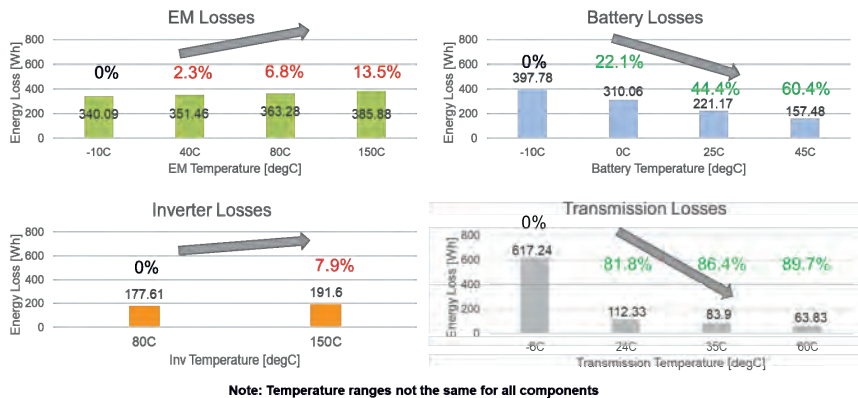 EM Losses
Energy Loss [Wh]
800
600
400
200
0
0%
2.3%
6.8%
13.5%
340.09
351.46
363.28
385.88
-10C
40C
80C
150C
EM Temperature [degC]
Battery Losses
Energy Loss [Wh]
800
600
400
200
0
0%
22.1%
44.4%
60.4%
397.78
310.06
221.17
157.48
-10C
0C
25C
45C
Battery Temperature [degC]
Inverter Losses
Energy Loss [Wh]
800
600
400
200
0
0%
7.9%
177.61
191.6
80C
150C
Inv Temperature [degC]
Transmission Losses
Energy Loss [Wh]
800
600
400
200
0
0%
81.8%
86.4%
89.7%
617.24
112.33
83.9
63.83
-6C
24C
35C
60C
Transmission Temperature [degC]
Note: Temperature ranges not the same for all components